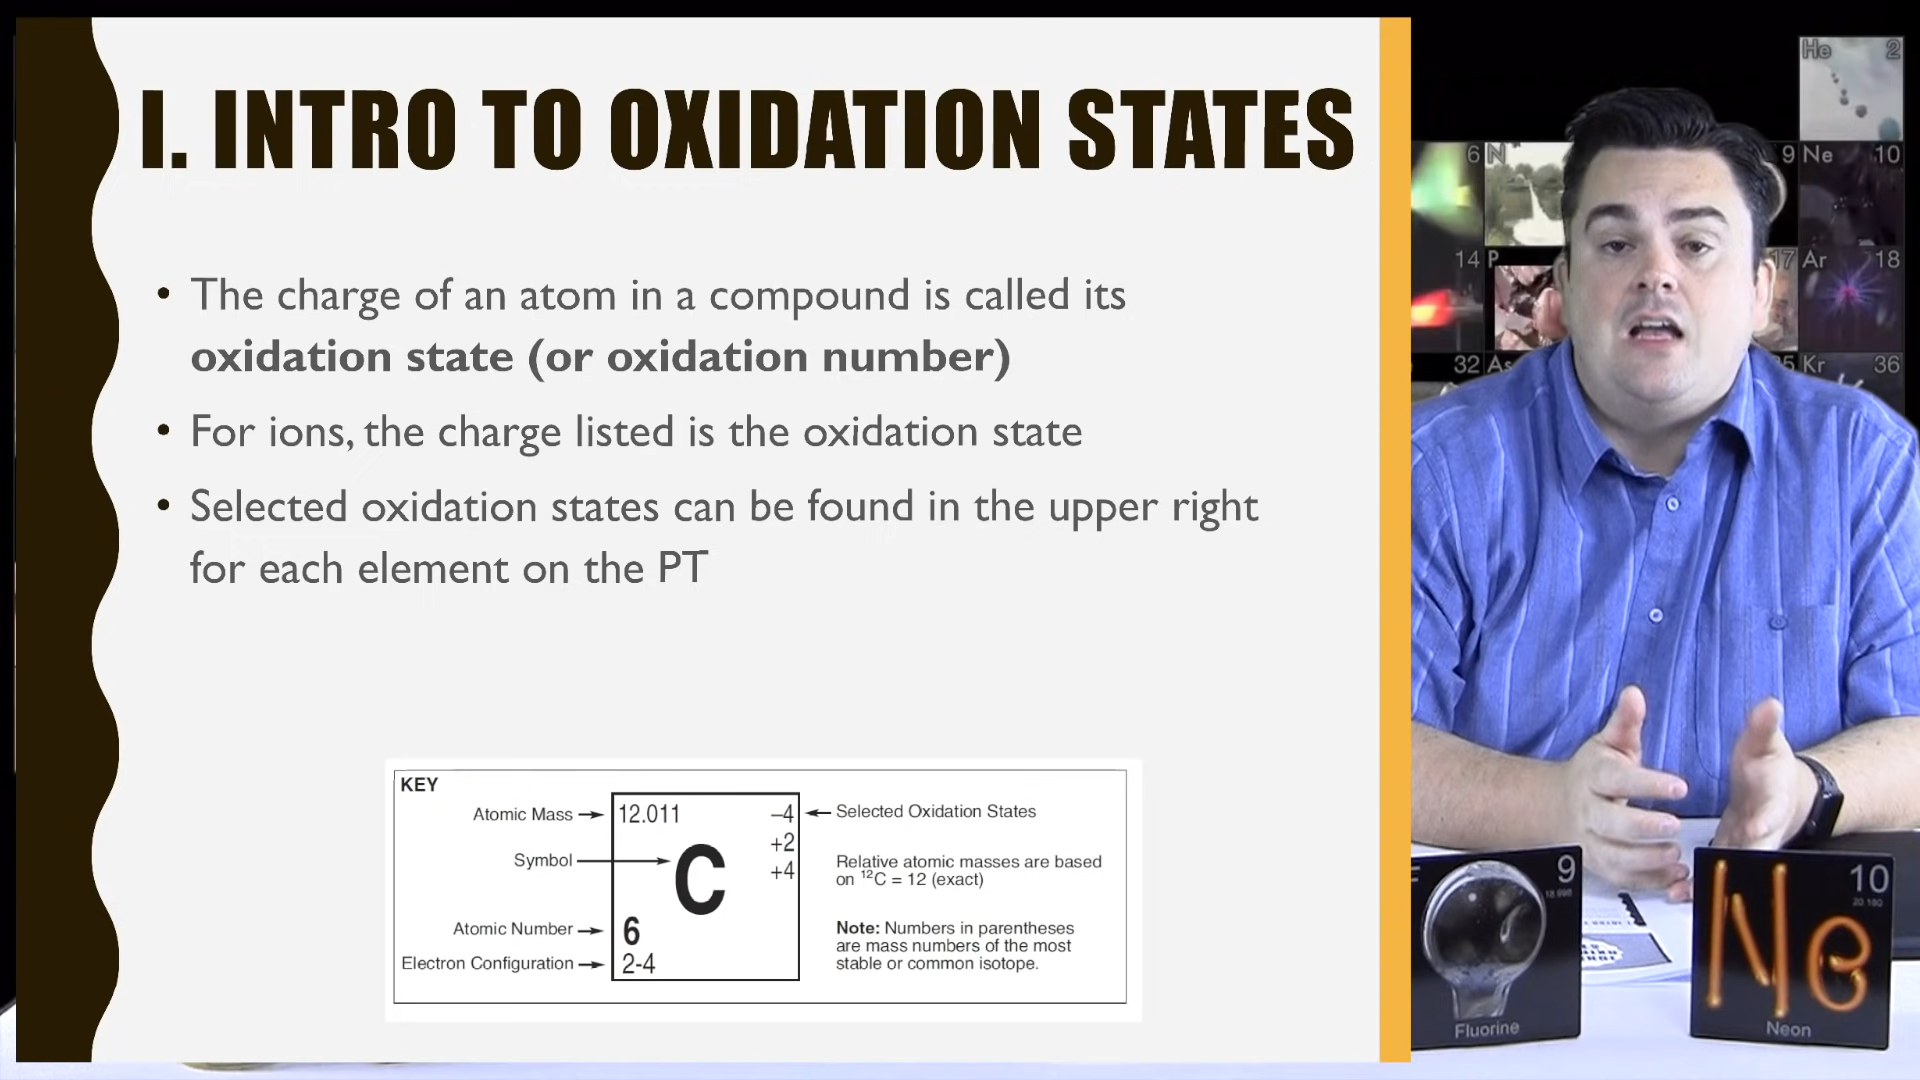 I. INTRO TO OXIDATION STATES
• The charge of an atom in a compound is called its
oxidation state (or oxidation number)
• For ions, the charge listed is the oxidation state
• Selected oxidation states can be found in the upper right
for each element on the PT
KEY
Atomic Mass
Symbol
Atomic Number
Electron Configuration
12.011
–4
+2
+4
C
6
2-4
Selected Oxidation States
Relative atomic masses are based
on ¹²C = 12 (exact)
Note: Numbers in parentheses
are mass numbers of the most
stable or common isotope.
He 2
6 N 9 Ne 10
14 P 17 Ar 18
32 As 35 Kr 36
F 9
18.998
Fluorine
10
20.180
Ne
Neon